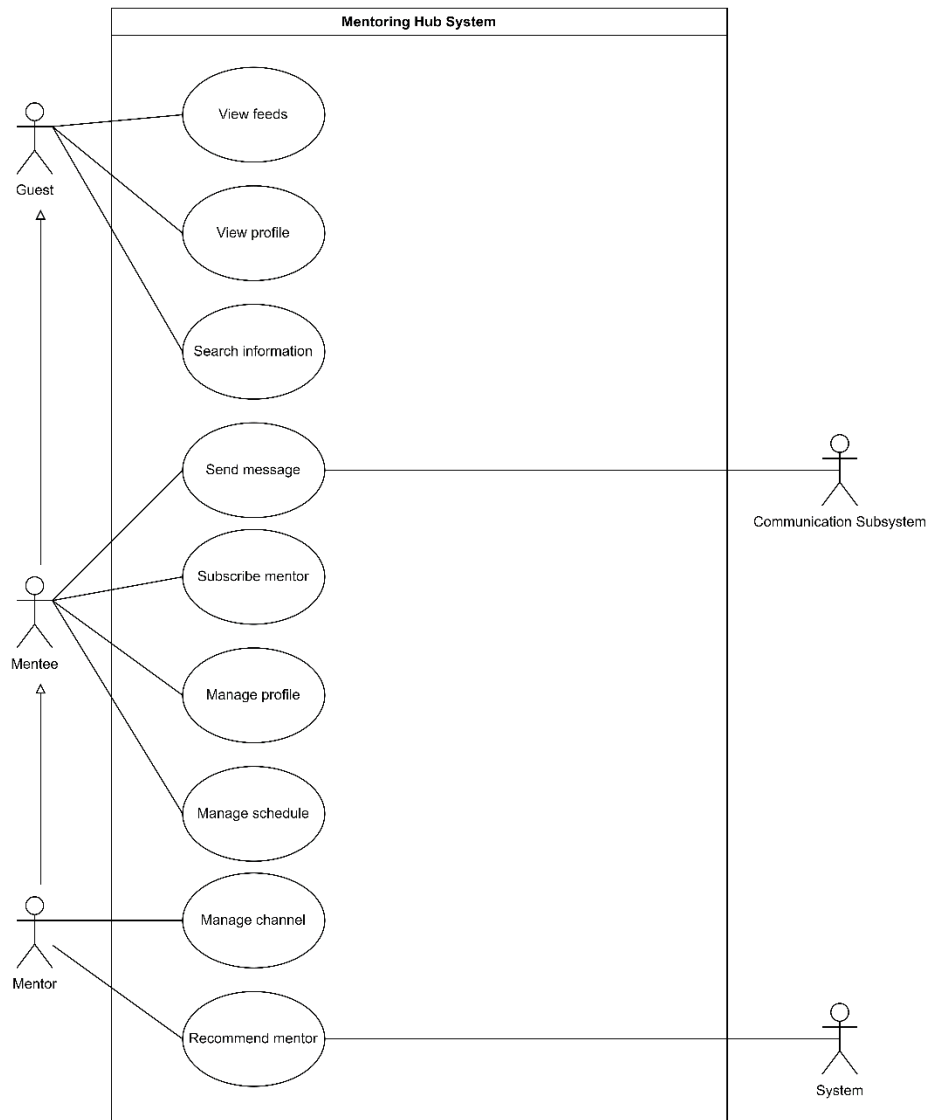 Mentoring Hub System
View feeds
Guest
View profile
Search information
Send message
Communication Subsystem
Subscribe mentor
Mentee
Manage profile
Manage schedule
Manage channel
Mentor
Recommend mentor
System